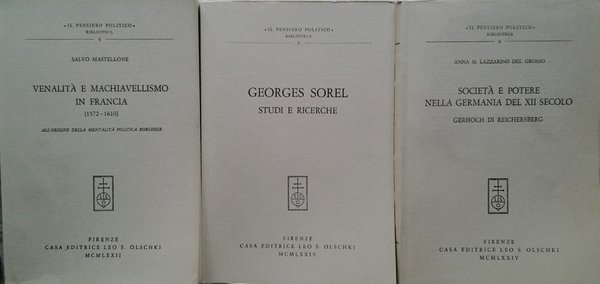 « IL PENSIERO POLITICO »
BIBLIOTECA
4
SALVO MASTELLONE
VENALITÀ E MACHIAVELLISMO
IN FRANCIA
(1572 - 1610)
ALL'ORIGINE DELLA MENTALITÀ POLITICA BORGHESE
FIRENZE
CASA EDITRICE LEO S. OLSCHKI
MCMLXXII
« IL PENSIERO POLITICO »
BIBLIOTECA
5
GEORGES SOREL
STUDI E RICERCHE
FIRENZE
CASA EDITRICE LEO S. OLSCHKI
MCMLXXIV
« IL PENSIERO POLITICO »
BIBLIOTECA
6
ANNA M. LAZZARINO DEL GROSSO
SOCIETÀ E POTERE
NELLA GERMANIA DEL XII SECOLO
GERHOCH DI REICHERSBERG
FIRENZE
CASA EDITRICE LEO S. OLSCHKI
MCMLXXIV